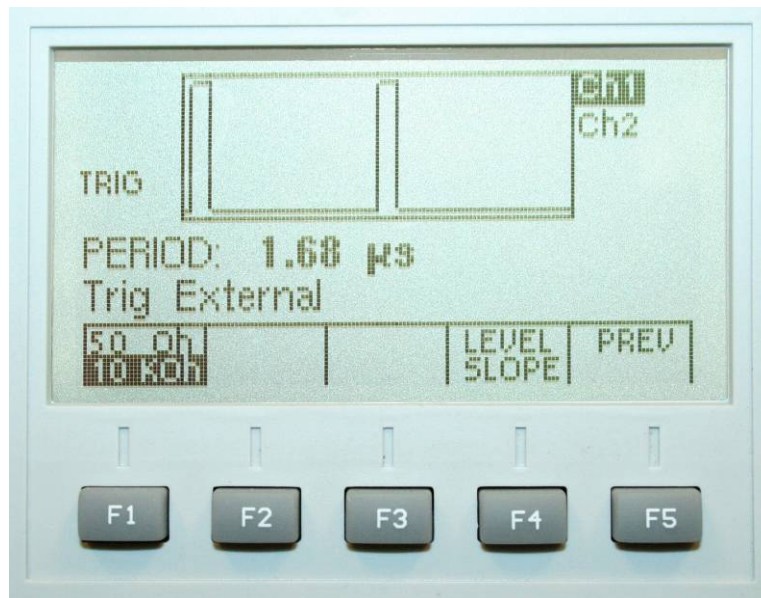 Ch1
Ch2
TRIG
PERIOD: 1.68 µs
Trig External
50 Oh LEVEL PREV
10 KOh SLOPE
F1 F2 F3 F4 F5